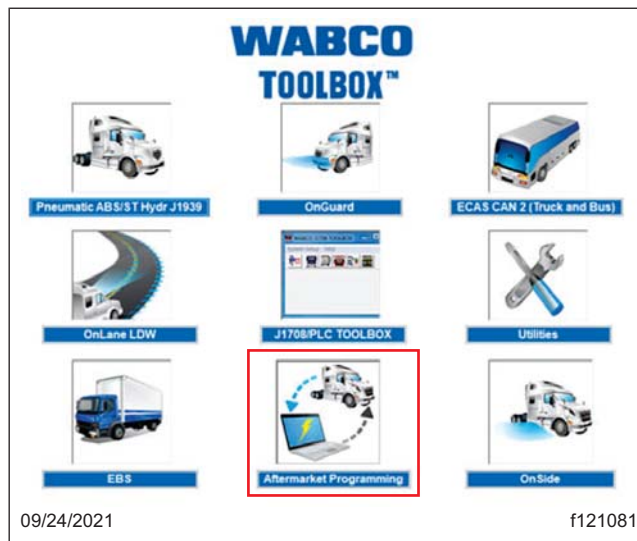 WABCO
TOOLBOX™
Pneumatic ABS/ST Hydr J1939
OnGuard
ECAS CAN 2 (Truck and Bus)
OnLane LDW
J1708/PLC TOOLBOX
Utilities
EBS
Aftermarket Programming
OnSide
09/24/2021
f121081